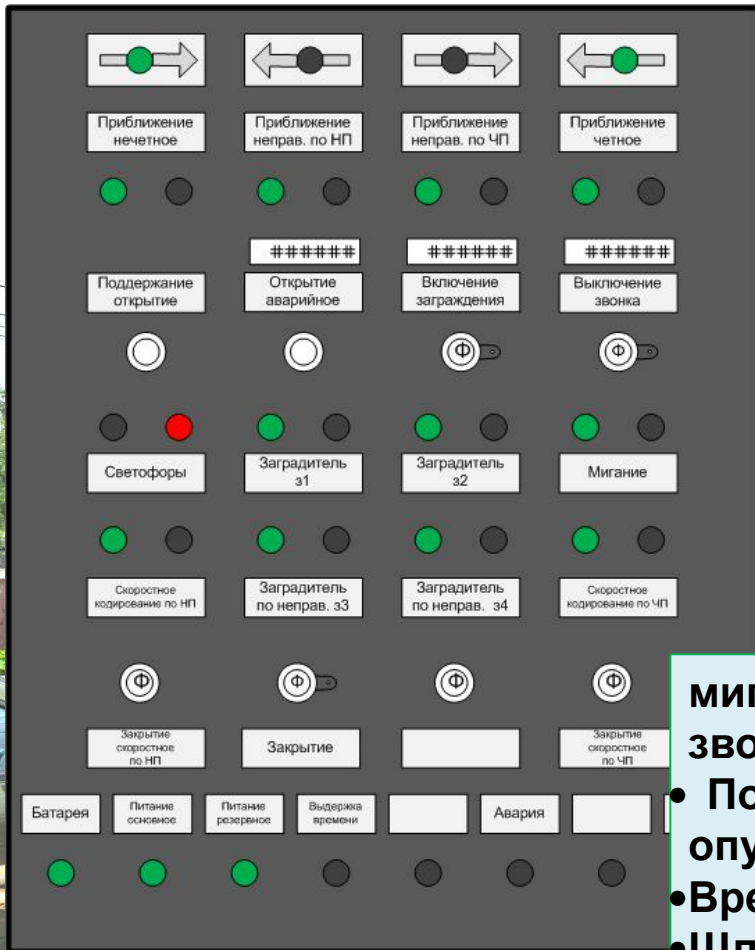 Приближение
нечетное
Приближение
неправ. по НП
Приближение
неправ. по ЧП
Приближение
четное
######
######
######
Поддержание
открытие
Открытие
аварийное
Включение
заграждения
Выключение
звонка
Ф
Ф
Светофоры
Заградитель
з1
Заградитель
з2
Мигание
Скоростное
кодирование по НП
Заградитель
по неправ. з3
Заградитель
по неправ. з4
Скоростное
кодирование по ЧП
Ф
Ф
Ф
Ф
Закрытие
скоростное
по НП
Закрытие
Закрытие
скоростное
по ЧП
Батарея
Питание
основное
Питание
резервное
Выдержка
времени
Авария